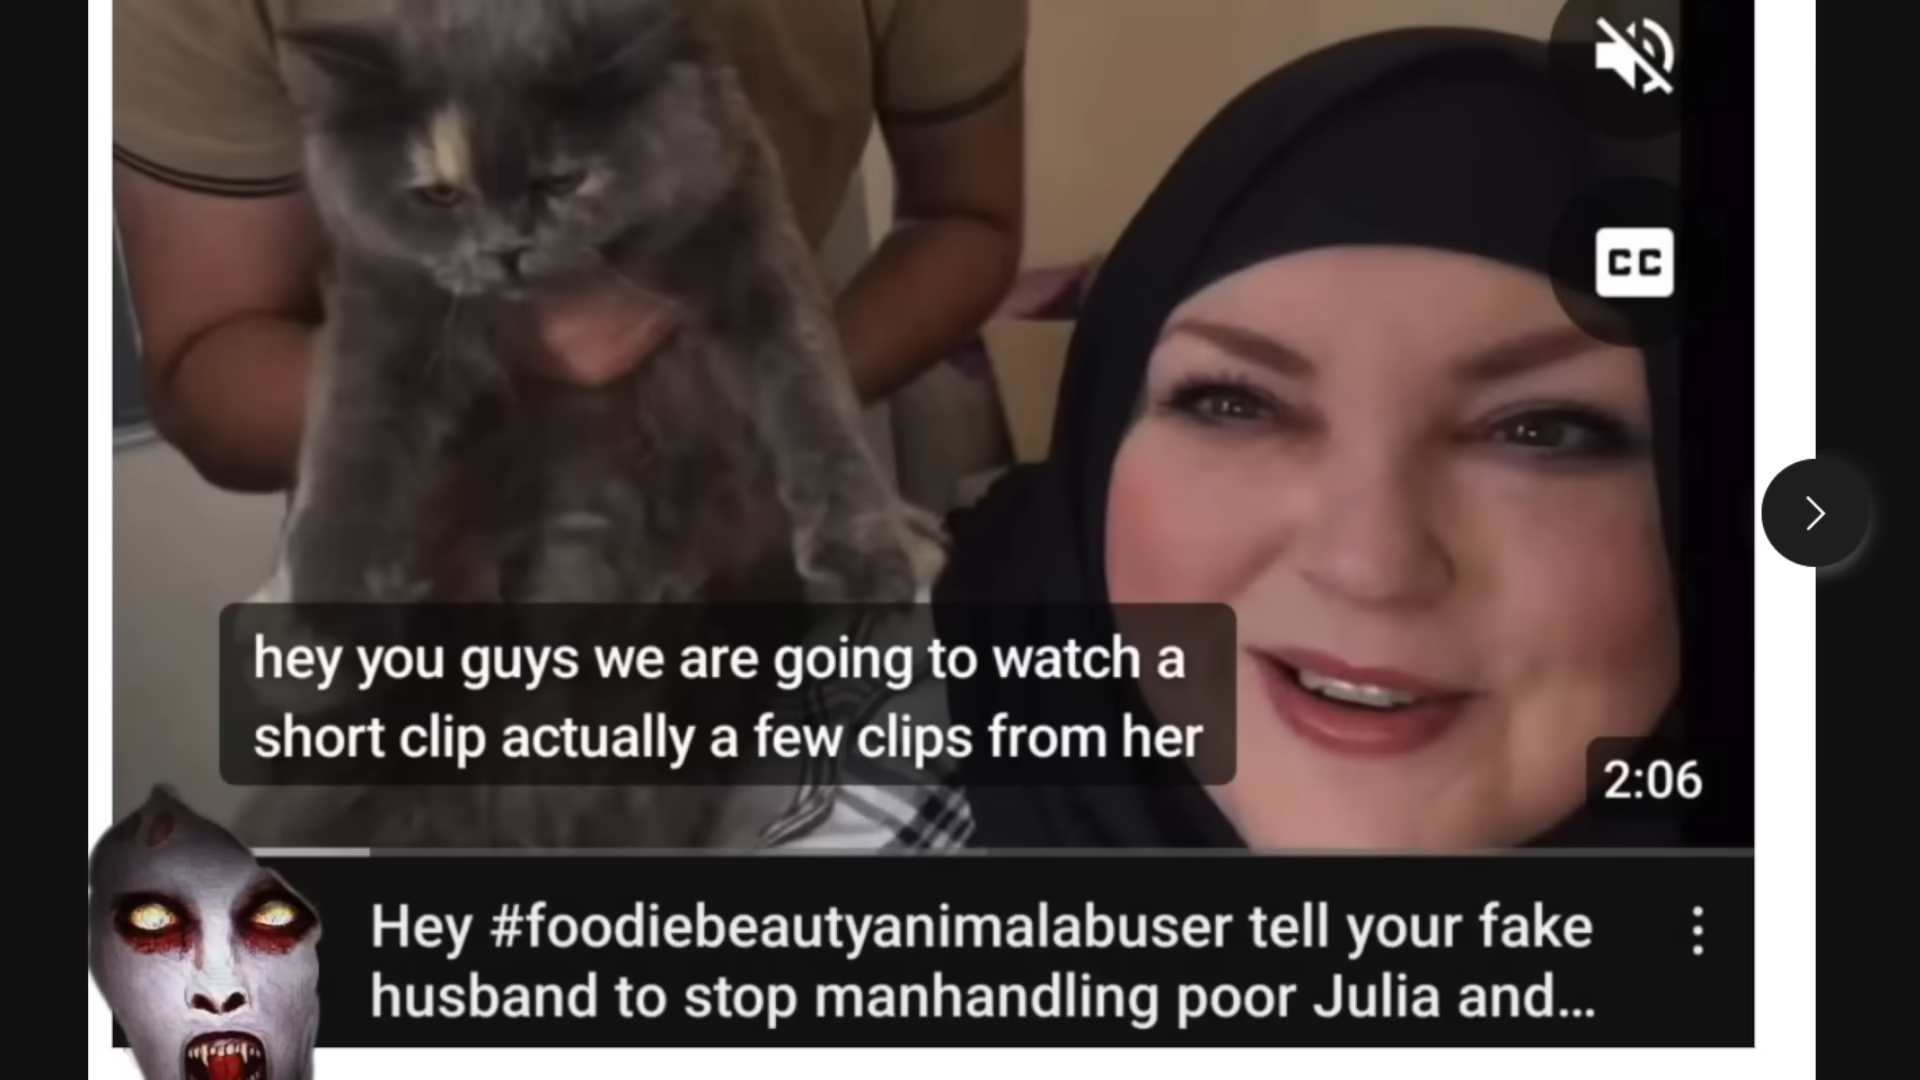 CC
hey you guys we are going to watch a
short clip actually a few clips from her
2:06
Hey #foodiebeautyanimalabuser tell your fake
husband to stop manhandling poor Julia and...